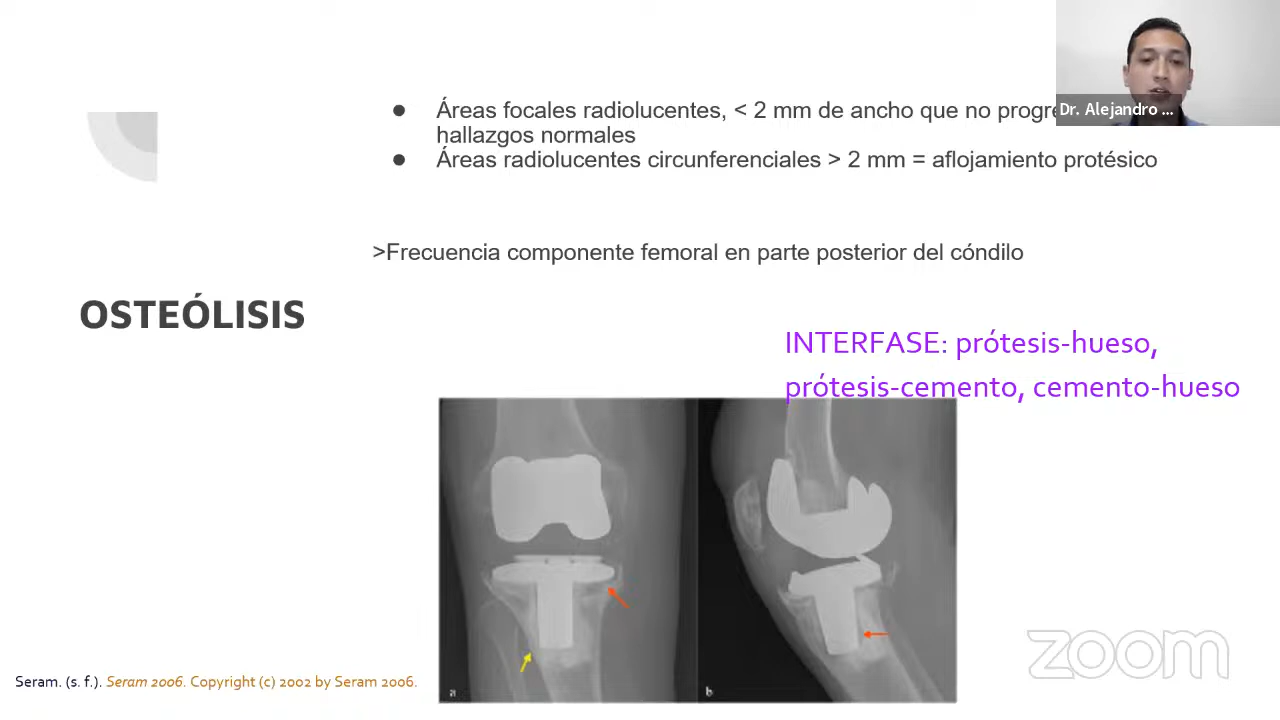 ● Áreas focales radiolucentes, < 2 mm de ancho que no progre
hallazgos normales
● Áreas radiolucentes circunferenciales > 2 mm = aflojamiento protésico
Dr. Alejandro ...
>Frecuencia componente femoral en parte posterior del cóndilo
OSTEÓLISIS
INTERFASE: prótesis-hueso,
prótesis-cemento, cemento-hueso
a
b
zoom
Seram. (s. f.). Seram 2006. Copyright (c) 2002 by Seram 2006.